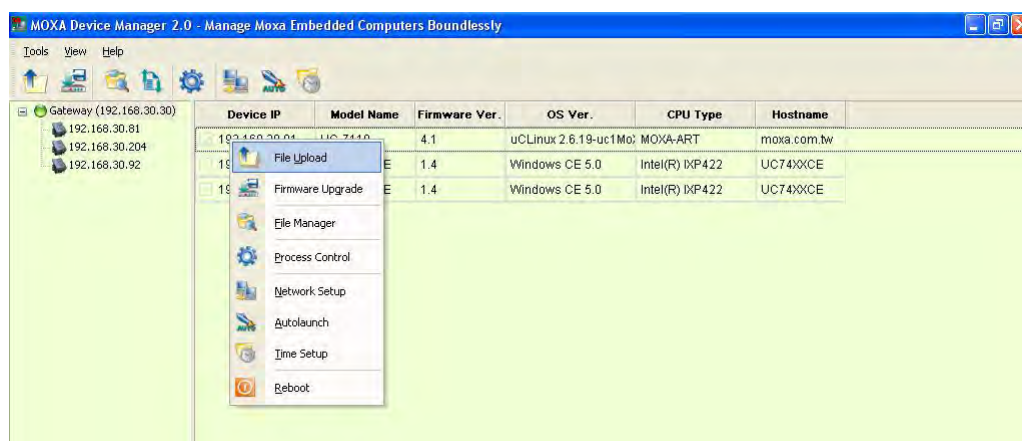 MOXA Device Manager 2.0 - Manage Moxa Embedded Computers Boundlessly
Tools View Help
Gateway (192.168.30.30)
192.168.30.81
192.168.30.204
192.168.30.92
Device IP Model Name Firmware Ver. OS Ver. CPU Type Hostname
4.1 uCLinux 2.6.19-uc1Mo MOXA-ART moxa.com.tw
19 E 1.4 Windows CE 5.0 Intel(R) IXP422 UC74XXCE
19 E 1.4 Windows CE 5.0 Intel(R) IXP422 UC74XXCE
File Upload
Firmware Upgrade
File Manager
Process Control
Network Setup
Autolaunch
Time Setup
Reboot